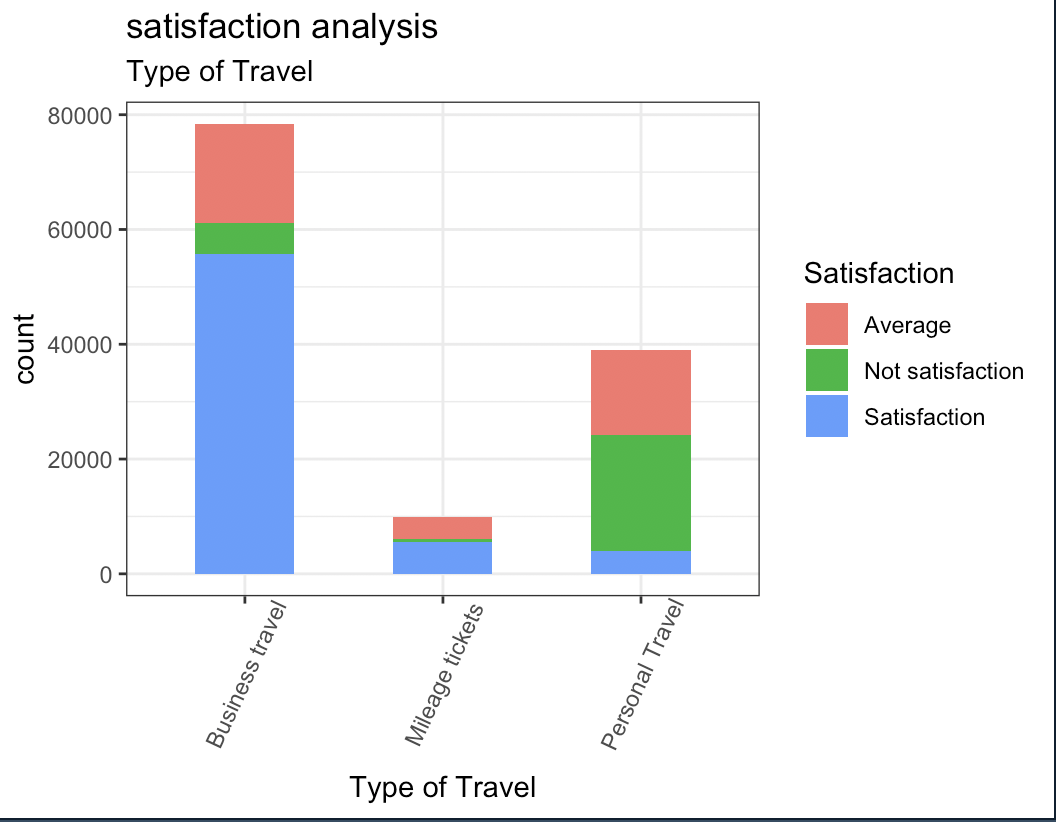 satisfaction analysis
Type of Travel
80000
60000
40000
20000
0
count
Business travel
Mileage tickets
Personal Travel
Type of Travel
Satisfaction
Average
Not satisfaction
Satisfaction